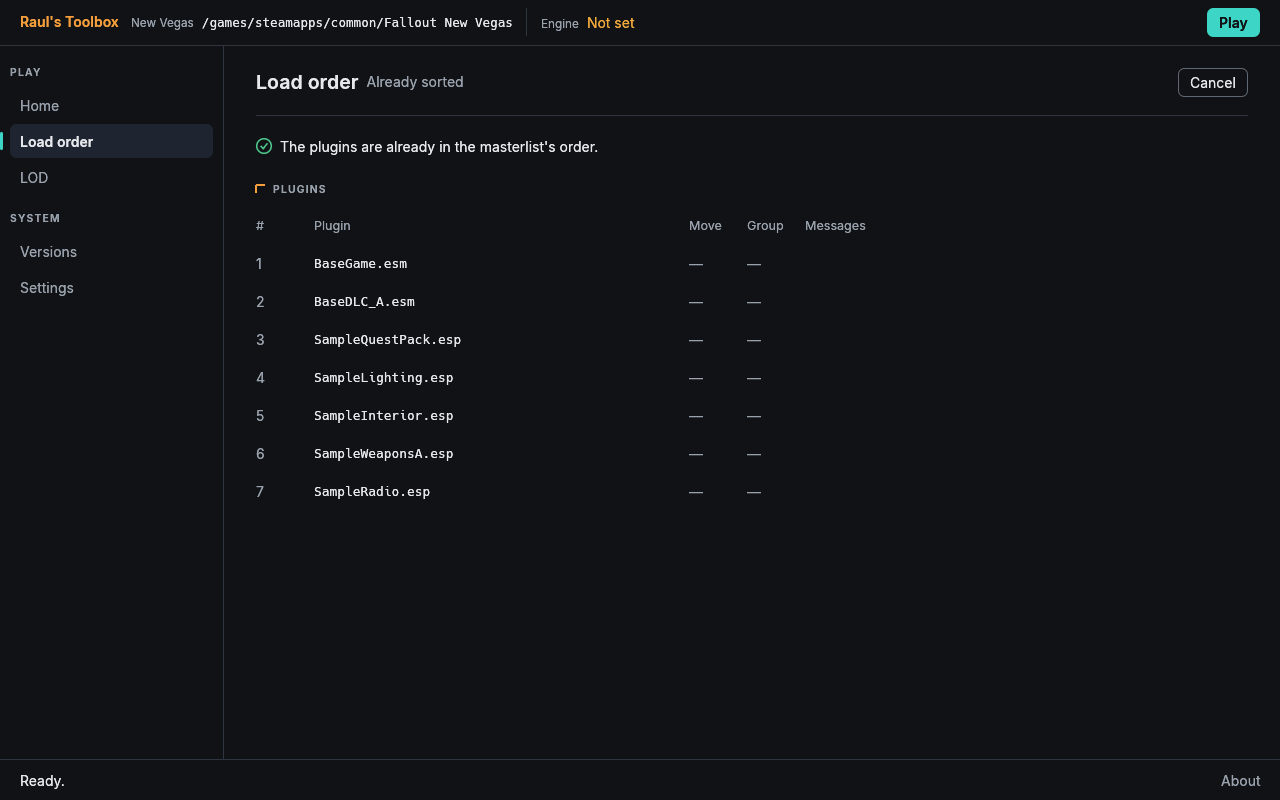 Raul's Toolbox New Vegas /games/steamapps/common/Fallout New Vegas Engine Not set Play
PLAY
Home
Load order
LOD
SYSTEM
Versions
Settings
Load order Already sorted Cancel
The plugins are already in the masterlist's order.
PLUGINS
# Plugin Move Group Messages
1 BaseGame.esm — —
2 BaseDLC_A.esm — —
3 SampleQuestPack.esp — —
4 SampleLighting.esp — —
5 SampleInterior.esp — —
6 SampleWeaponsA.esp — —
7 SampleRadio.esp — —
Ready. About